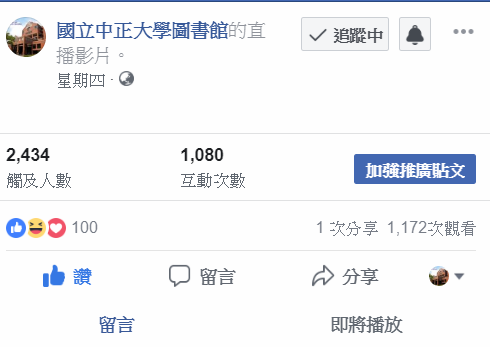 國立中正大學圖書館的直
播影片。
追蹤中
星期四 ·
2,434
觸及人數
1,080
互動次數
加強推廣貼文
100
1 次分享 1,172次觀看
讚 留言 分享
留言 即將播放